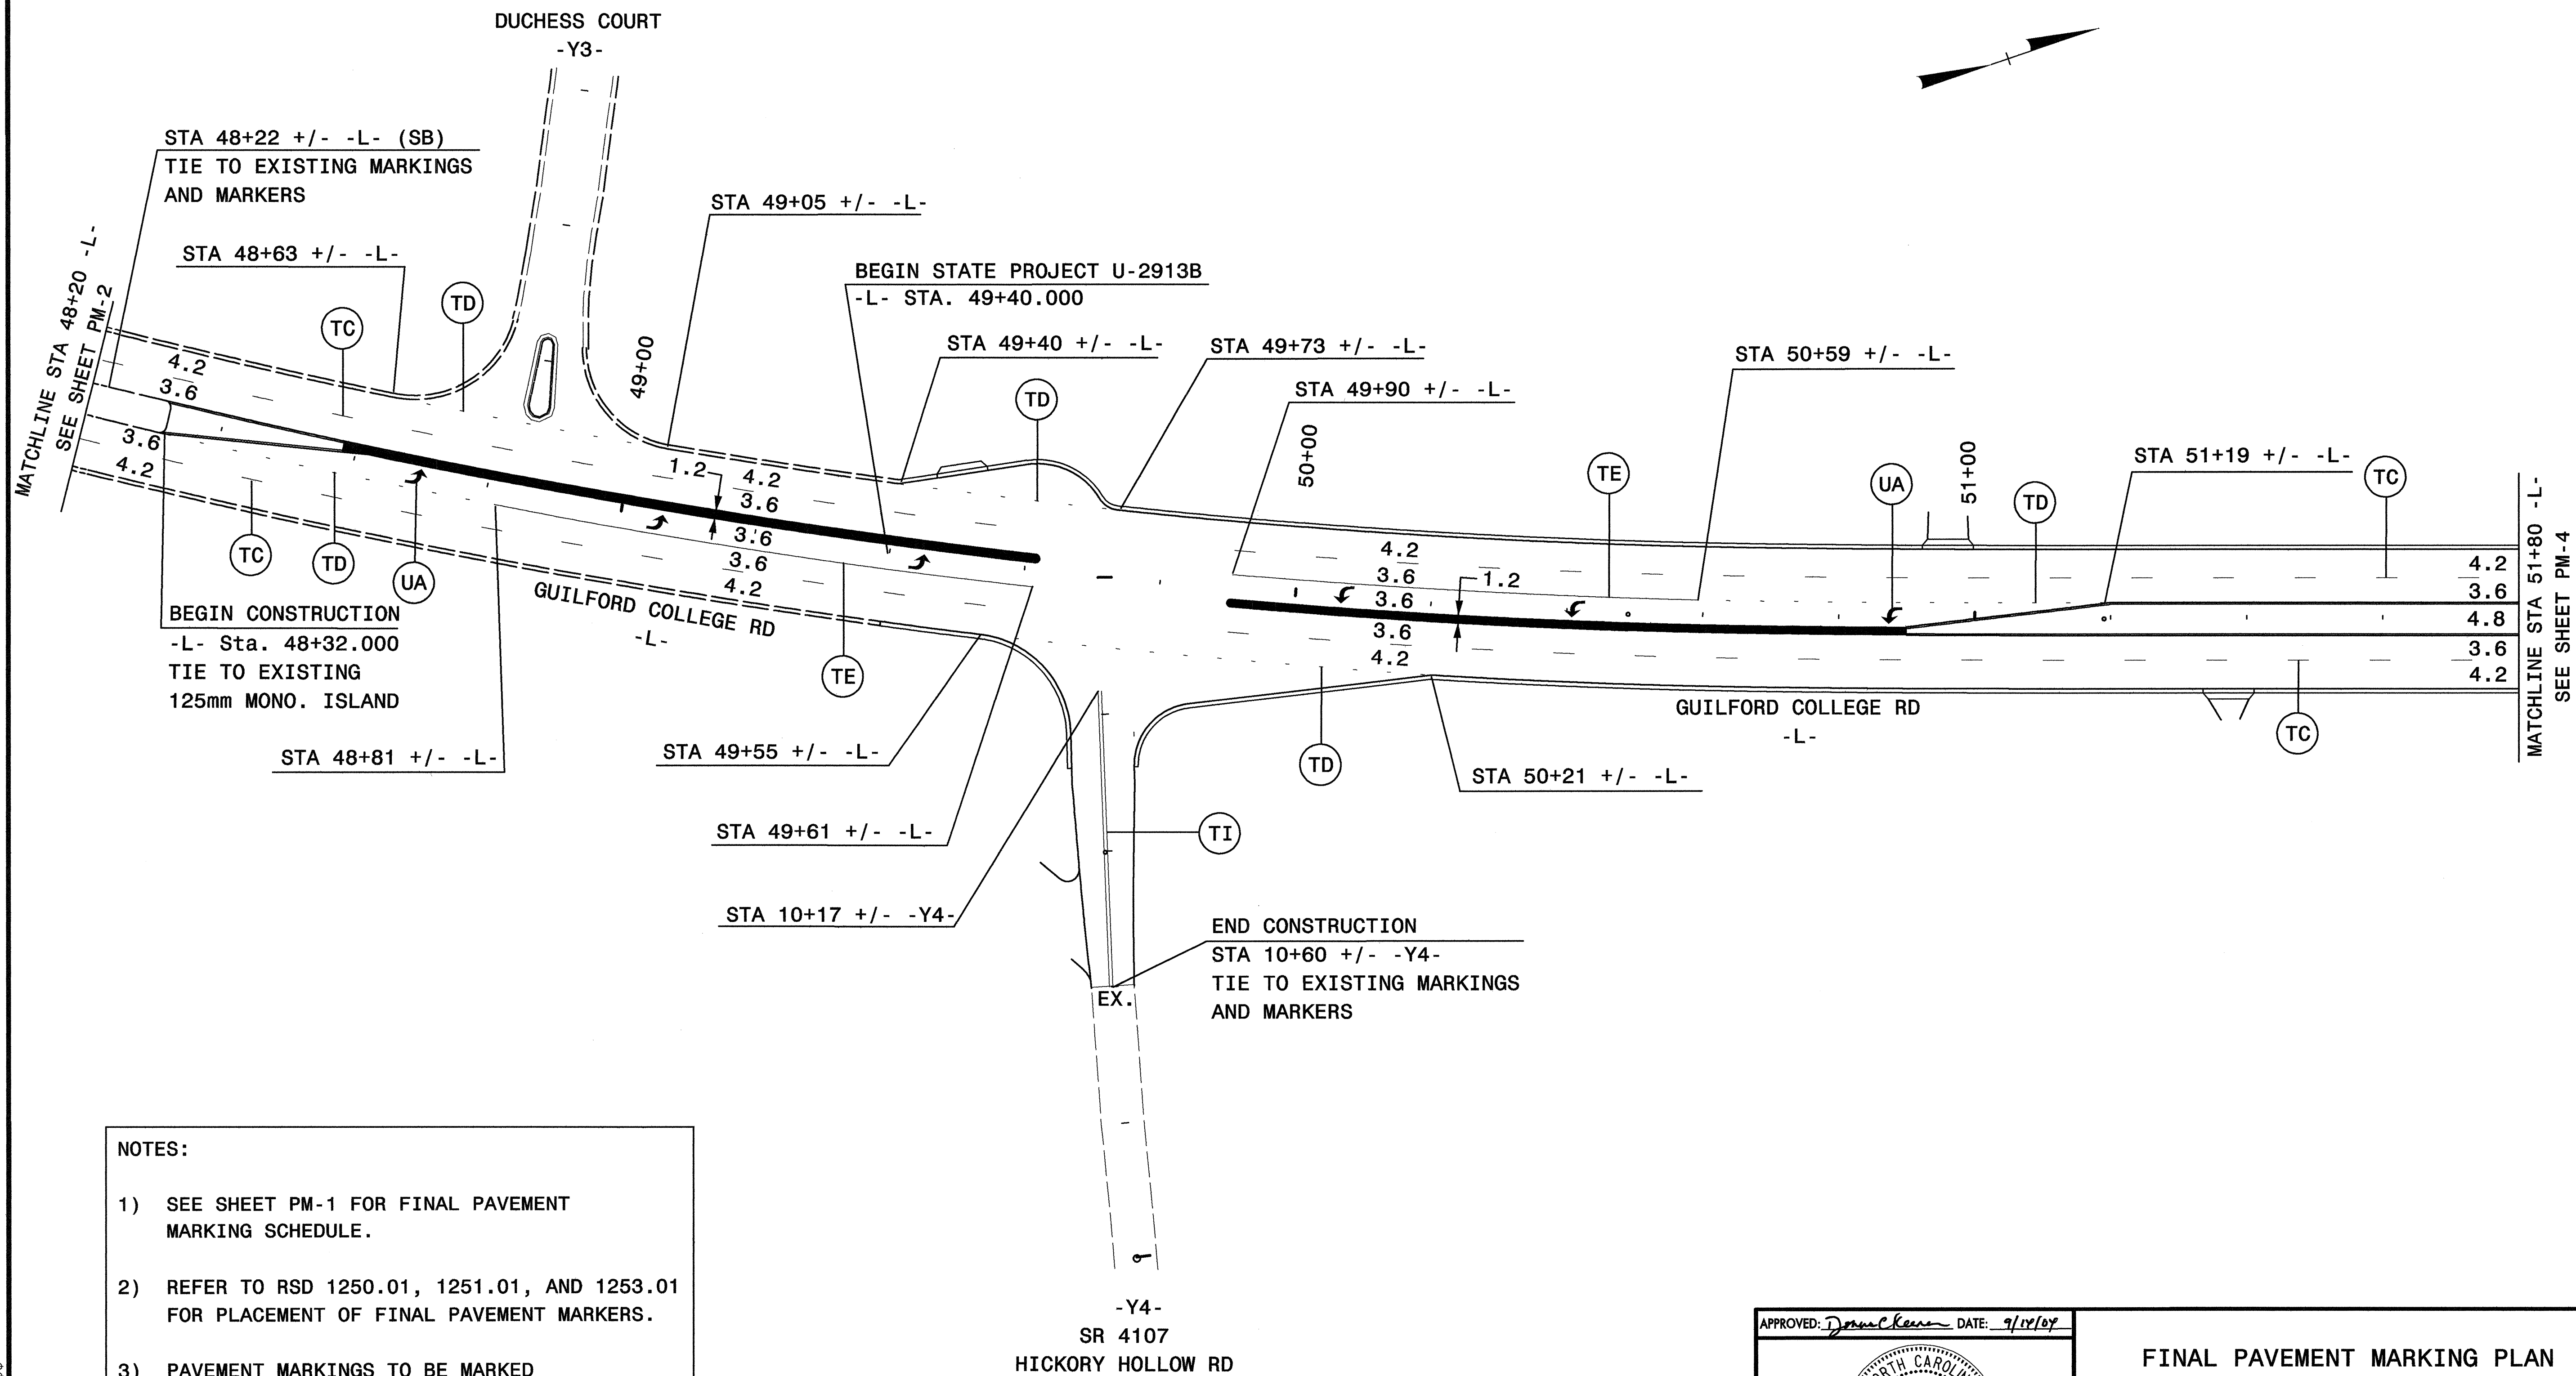 DUCHESS COURT
-Y3-
STA 48+22 +/- -L- (SB)
TIE TO EXISTING MARKINGS
AND MARKERS
STA 48+63 +/- -L-
STA 49+05 +/- -L-
BEGIN STATE PROJECT U-2913B
-L- STA. 49+40.000
STA 49+40 +/- -L-
STA 49+73 +/- -L-
STA 49+90 +/- -L-
STA 50+59 +/- -L-
STA 51+19 +/- -L-
MATCHLINE STA 48+20 -L-
SEE SHEET PM-2
TC
TD
49+00
TD
50+00
TE
UA
51+00
TD
TC
4.2
3.6
3.6
4.2
1.2
4.2
3.6
3.6
3.6
4.2
4.2
3.6
3.6
1.2
3.6
4.2
4.2
3.6
4.8
3.6
4.2
MATCHLINE STA 51+80 -L-
SEE SHEET PM-4
TC
TD
UA
GUILFORD COLLEGE RD
-L-
TE
BEGIN CONSTRUCTION
-L- Sta. 48+32.000
TIE TO EXISTING
125mm MONO. ISLAND
STA 48+81 +/- -L-
STA 49+55 +/- -L-
STA 49+61 +/- -L-
STA 10+17 +/- -Y4-
TI
TD
STA 50+21 +/- -L-
GUILFORD COLLEGE RD
-L-
TC
END CONSTRUCTION
STA 10+60 +/- -Y4-
TIE TO EXISTING MARKINGS
AND MARKERS
EX.
-Y4-
SR 4107
HICKORY HOLLOW RD
NOTES:
1) SEE SHEET PM-1 FOR FINAL PAVEMENT
MARKING SCHEDULE.
2) REFER TO RSD 1250.01, 1251.01, AND 1253.01
FOR PLACEMENT OF FINAL PAVEMENT MARKERS.
3) PAVEMENT MARKINGS TO BE MARKED
APPROVED: DATE: 9/14/04
NORTH CAROLINA
FINAL PAVEMENT MARKING PLAN